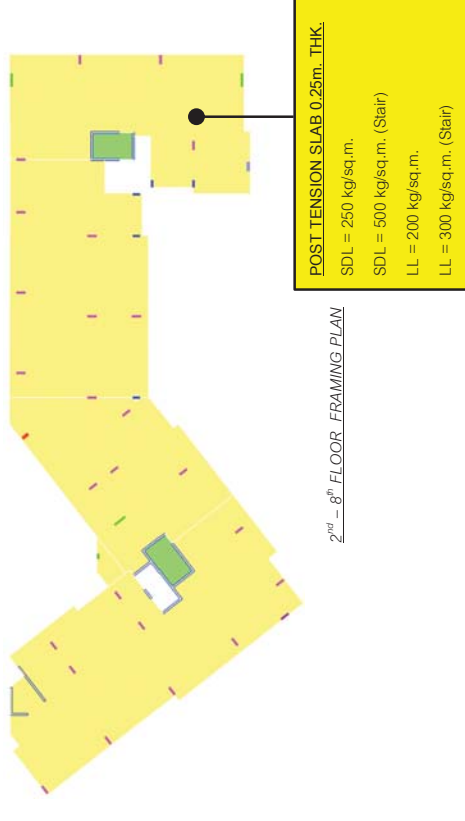 POST TENSION SLAB 0.25m. THK.
SDL = 250 kg/sq.m.
SDL = 500 kg/sq.m. (Stair)
LL = 200 kg/sq.m.
LL = 300 kg/sq.m. (Stair)
2nd – 8th FLOOR FRAMING PLAN